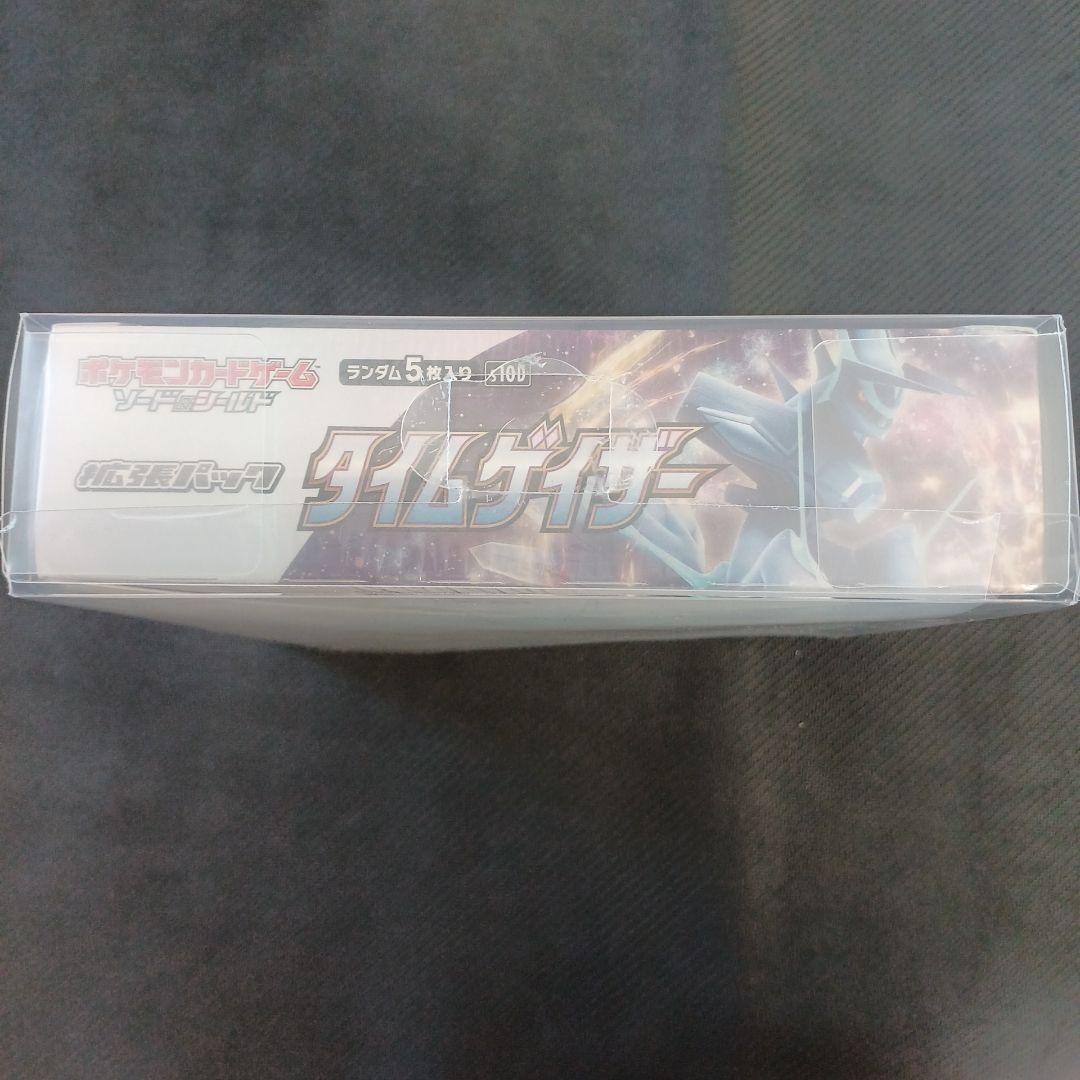 ポケモンカードゲーム
ソード&シールド
ランダム5枚入り s10D
拡張パック
タイムゲイザー